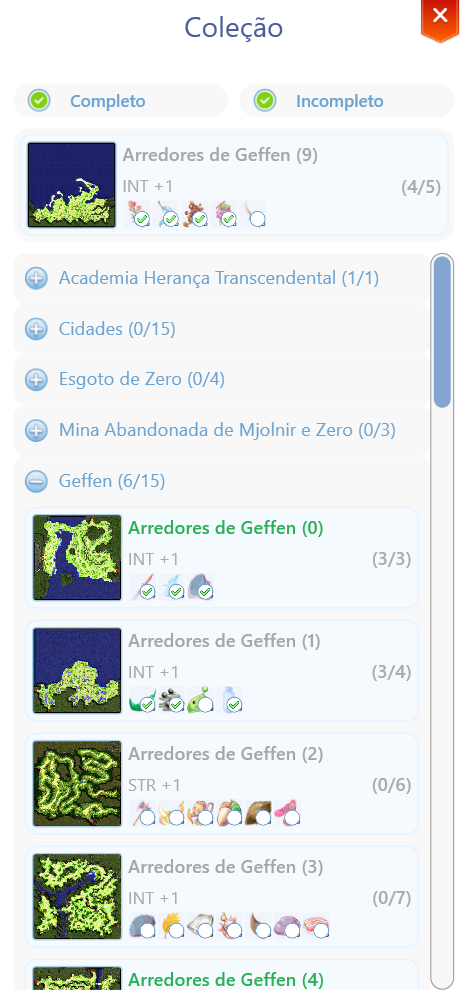 Coleção
Completo
Incompleto
Arredores de Geffen (9)
INT +1
(4/5)
Academia Herança Transcendental (1/1)
Cidades (0/15)
Esgoto de Zero (0/4)
Mina Abandonada de Mjolnir e Zero (0/3)
Geffen (6/15)
Arredores de Geffen (0)
INT +1
(3/3)
Arredores de Geffen (1)
INT +1
(3/4)
Arredores de Geffen (2)
STR +1
(0/6)
Arredores de Geffen (3)
INT +1
(0/7)
Arredores de Geffen (4)